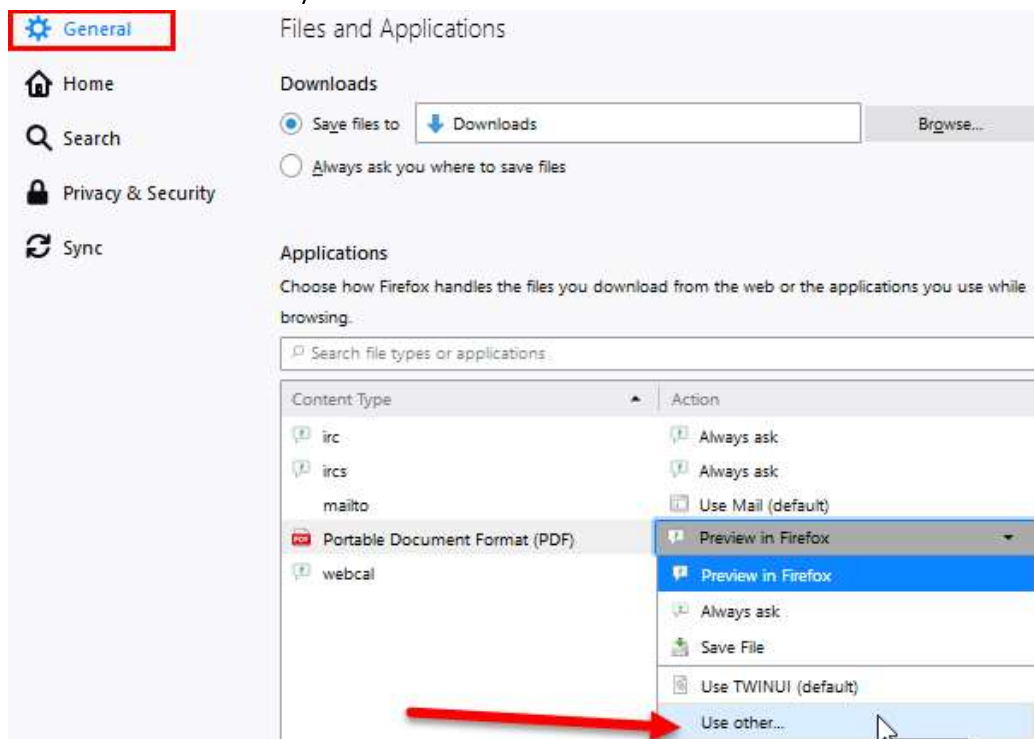 General
Files and Applications
Home
Downloads
Save files to
Downloads
Browse...
Search
Always ask you where to save files
Privacy & Security
Sync
Applications
Choose how Firefox handles the files you download from the web or the applications you use while
browsing.
Search file types or applications
Content Type
Action
irc
Always ask
ircs
Always ask
mailto
Use Mail (default)
PDF
Portable Document Format (PDF)
Preview in Firefox
webcal
Preview in Firefox
Always ask
Save File
Use TWINUI (default)
Use other...